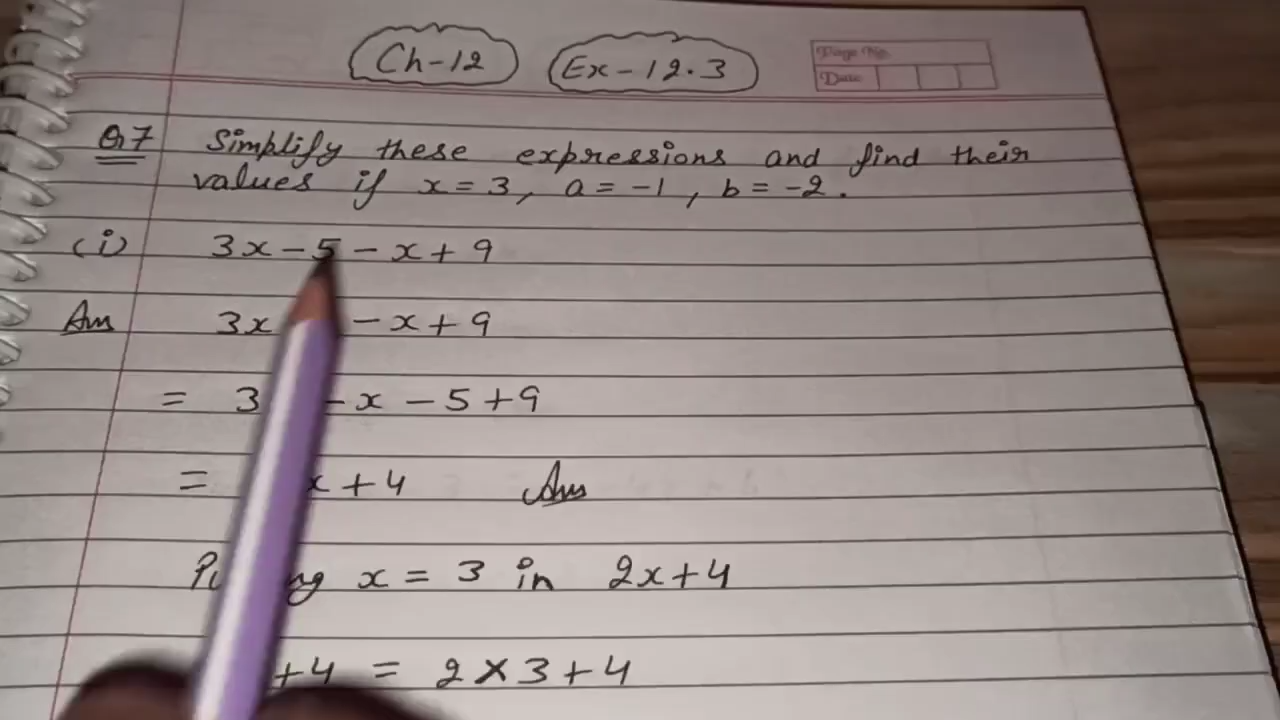 Ch-12 Ex-12.3
Page No.
Date
Q7 Simplify these expressions and find their
values if x = 3, a = -1, b = -2.
(i) 3x - 5 - x + 9
Ans 3x - x + 9
= 3 - x - 5 + 9
= x + 4 Ans
x = 3 in 2x + 4
+ 4 = 2 × 3 + 4